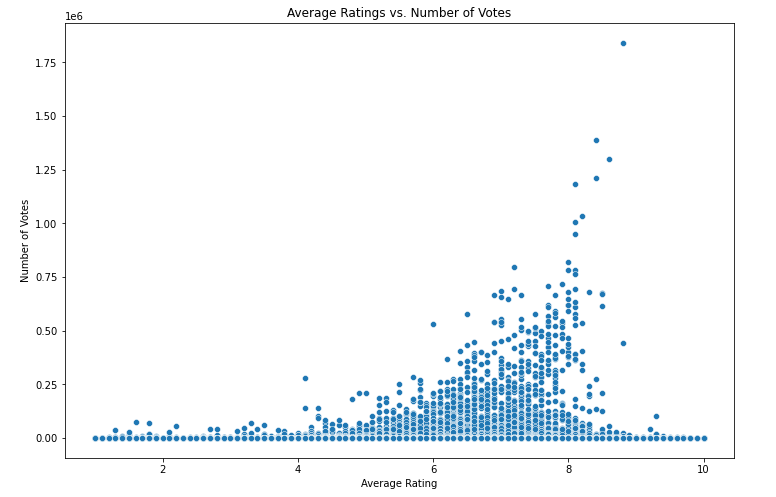 Average Ratings vs. Number of Votes
1e6
1.75
1.50
1.25
1.00
0.75
0.50
0.25
0.00
Number of Votes
2 4 6 8 10
Average Rating